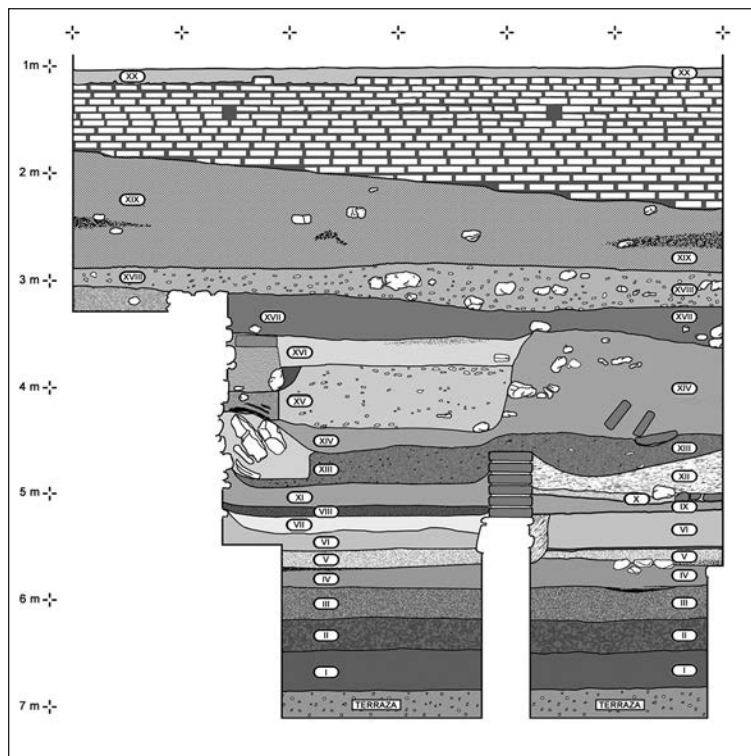 1m
XX XX
2 m
XIX
XIX
3 m
XVIII XVIII
XVII XVII
XVI
4 m
XV XIV
XIV XIII
XIII XII
5 m
XI X
VIII IX
VII
VI VI
V V
IV IV
6 m
III III
II II
I I
7 m
TERRAZA TERRAZA